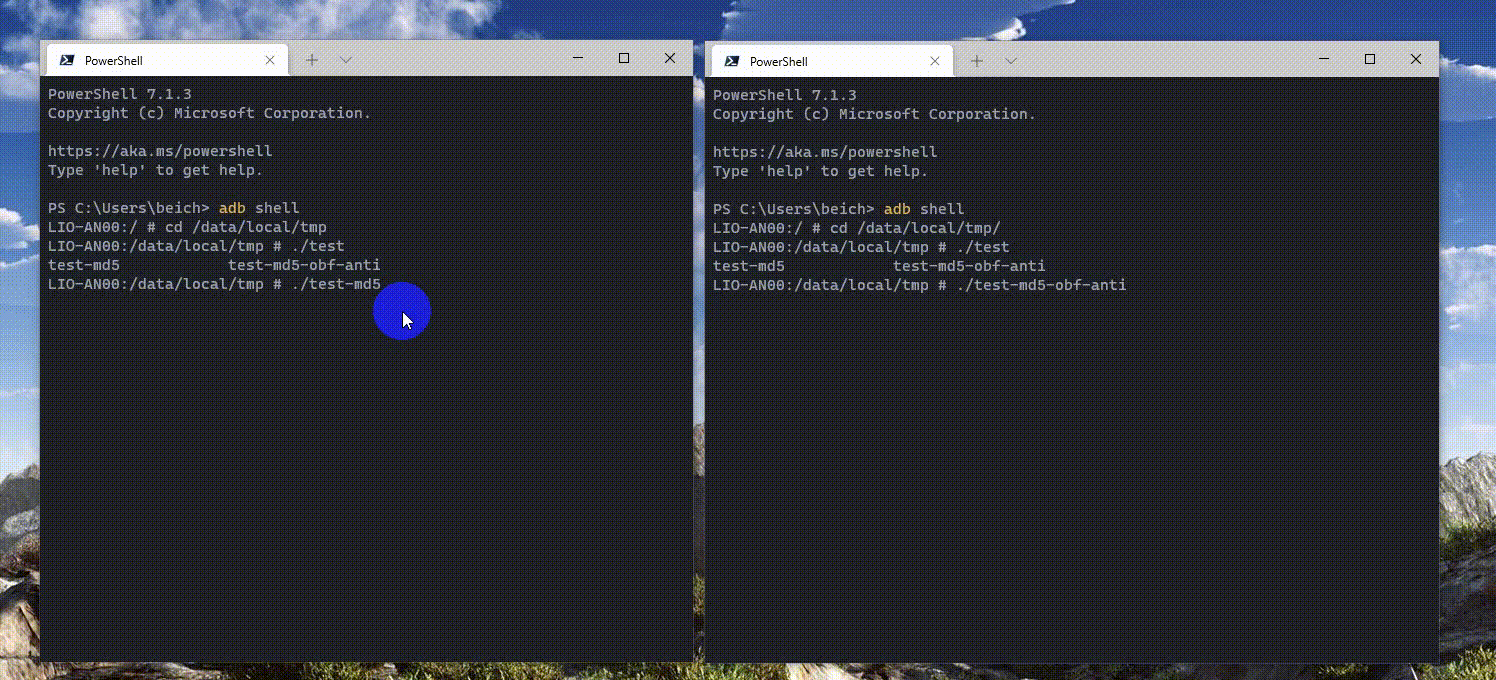 PowerShell
PowerShell 7.1.3
Copyright (c) Microsoft Corporation.
https://aka.ms/powershell
Type 'help' to get help.
PS C:\Users\beich> adb shell
LIO-AN00:/ # cd /data/local/tmp
LIO-AN00:/data/local/tmp # ./test
test-md5            test-md5-obf-anti
LIO-AN00:/data/local/tmp # ./test-md5
PowerShell
PowerShell 7.1.3
Copyright (c) Microsoft Corporation.
https://aka.ms/powershell
Type 'help' to get help.
PS C:\Users\beich> adb shell
LIO-AN00:/ # cd /data/local/tmp/
LIO-AN00:/data/local/tmp # ./test
test-md5            test-md5-obf-anti
LIO-AN00:/data/local/tmp # ./test-md5-obf-anti